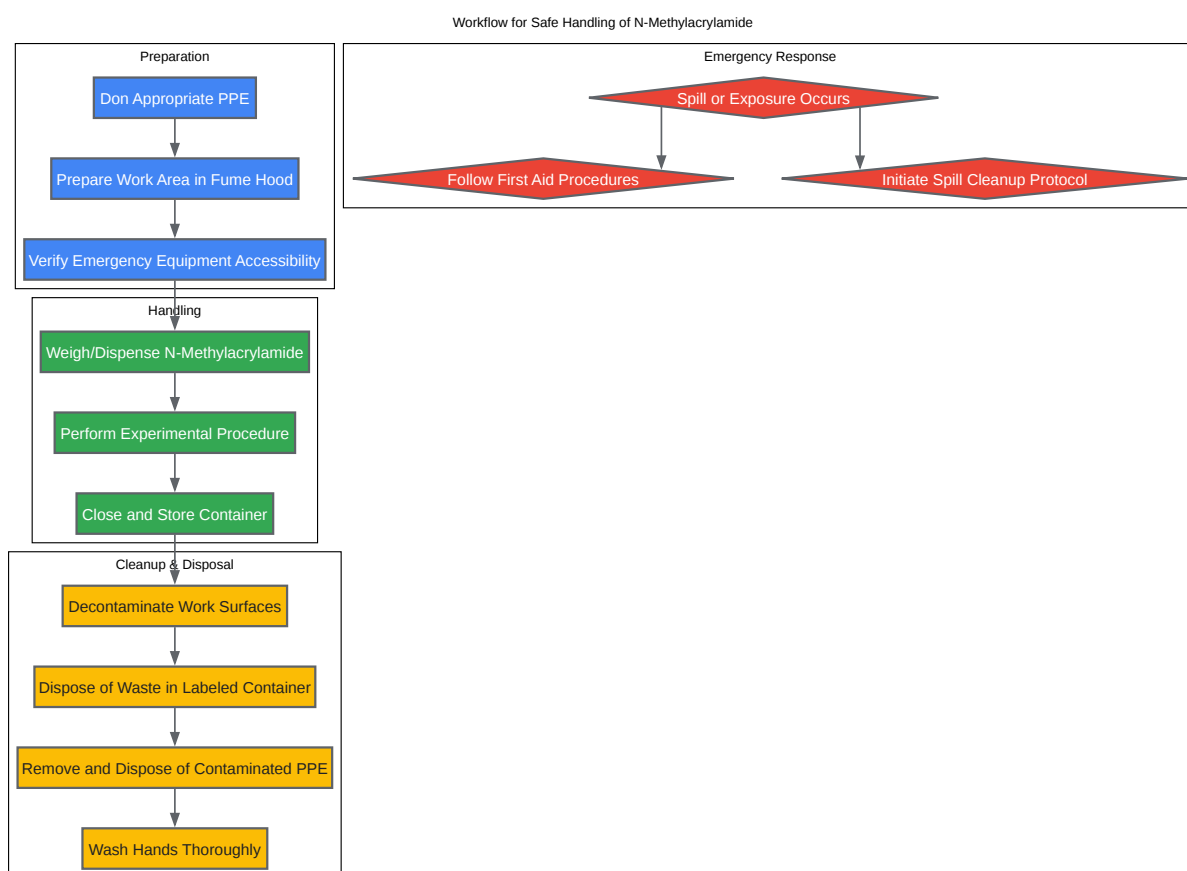 Workflow for Safe Handling of N-Methylacrylamide
Preparation
Don Appropriate PPE
Prepare Work Area in Fume Hood
Verify Emergency Equipment Accessibility
Handling
Weigh/Dispense N-Methylacrylamide
Perform Experimental Procedure
Close and Store Container
Cleanup & Disposal
Decontaminate Work Surfaces
Dispose of Waste in Labeled Container
Remove and Dispose of Contaminated PPE
Wash Hands Thoroughly
Emergency Response
Spill or Exposure Occurs
Follow First Aid Procedures
Initiate Spill Cleanup Protocol